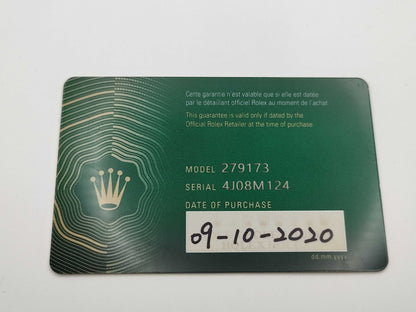 Cette garantie n'est valable que si elle est datée
par le détaillant officiel Rolex au moment de l'achat.
This guarantee is valid only if dated by the
Official Rolex Retailer at the time of purchase.
MODEL 279173
SERIAL 4J08M124
DATE OF PURCHASE
09-10-2020
dd.mm.yyyy